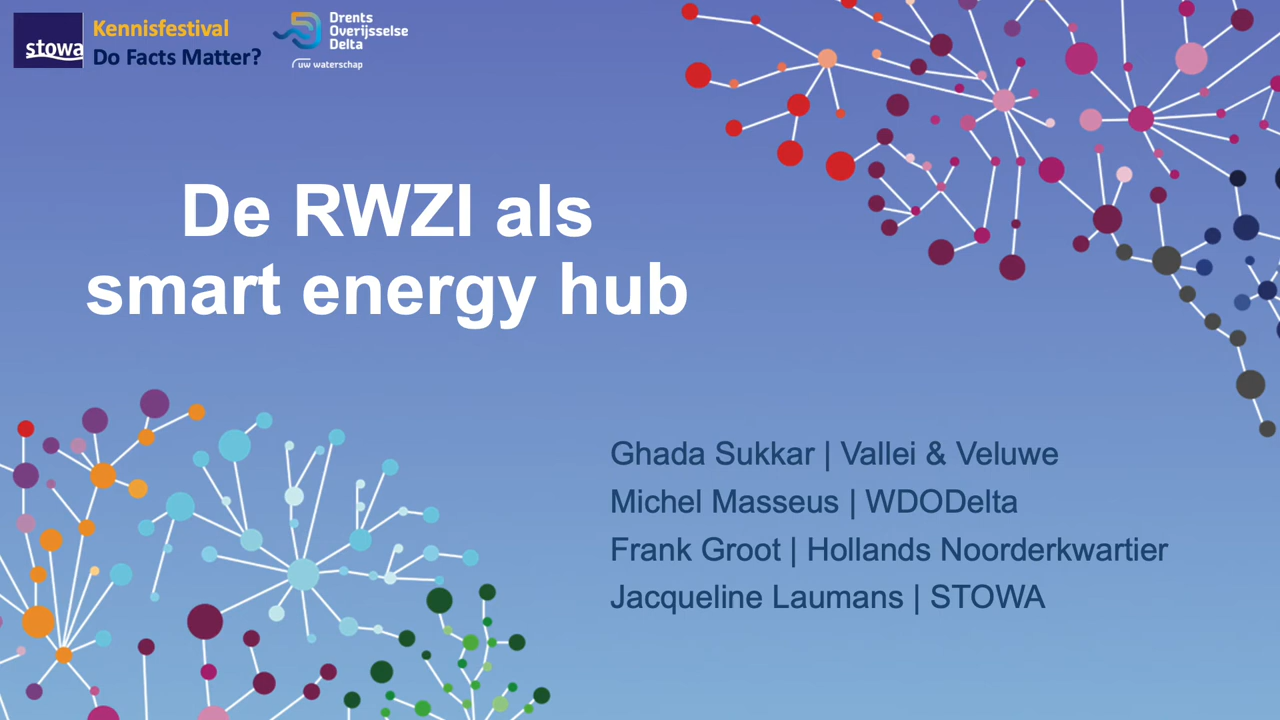 stowa
Kennisfestival
Do Facts Matter?
Drents
Overijsselse
Delta
uw waterschap
De RWZI als
smart energy hub
Ghada Sukkar | Vallei & Veluwe
Michel Masseus | WDODelta
Frank Groot | Hollands Noorderkwartier
Jacqueline Laumans | STOWA